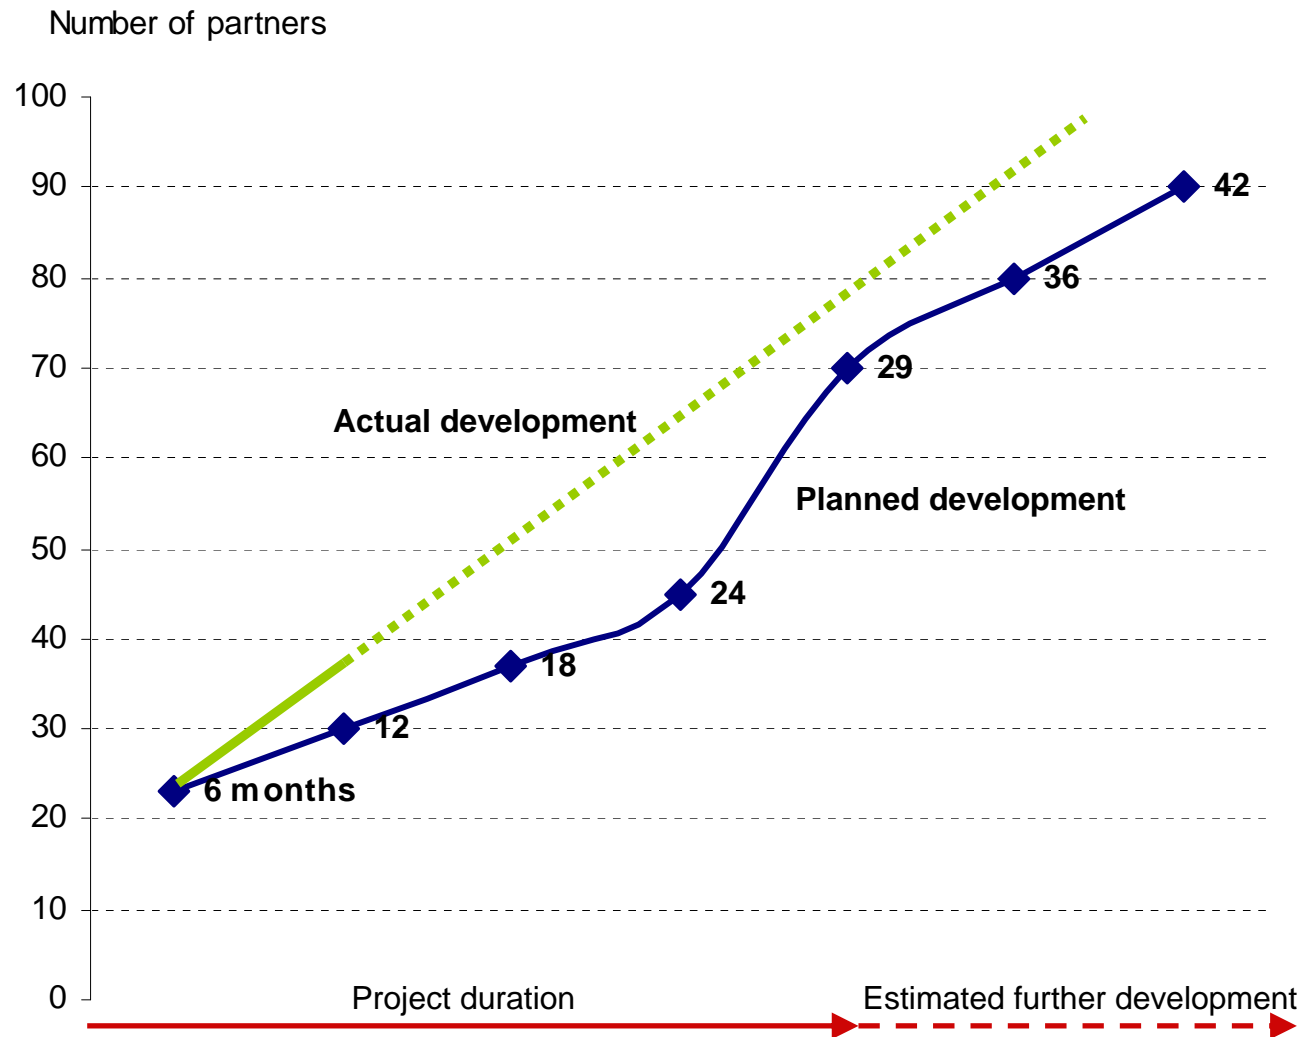 Number of partners
100
90
80
70
60
50
40
30
20
10
0
42
36
29
Actual development
Planned development
24
18
12
6 months
Project duration
Estimated further development